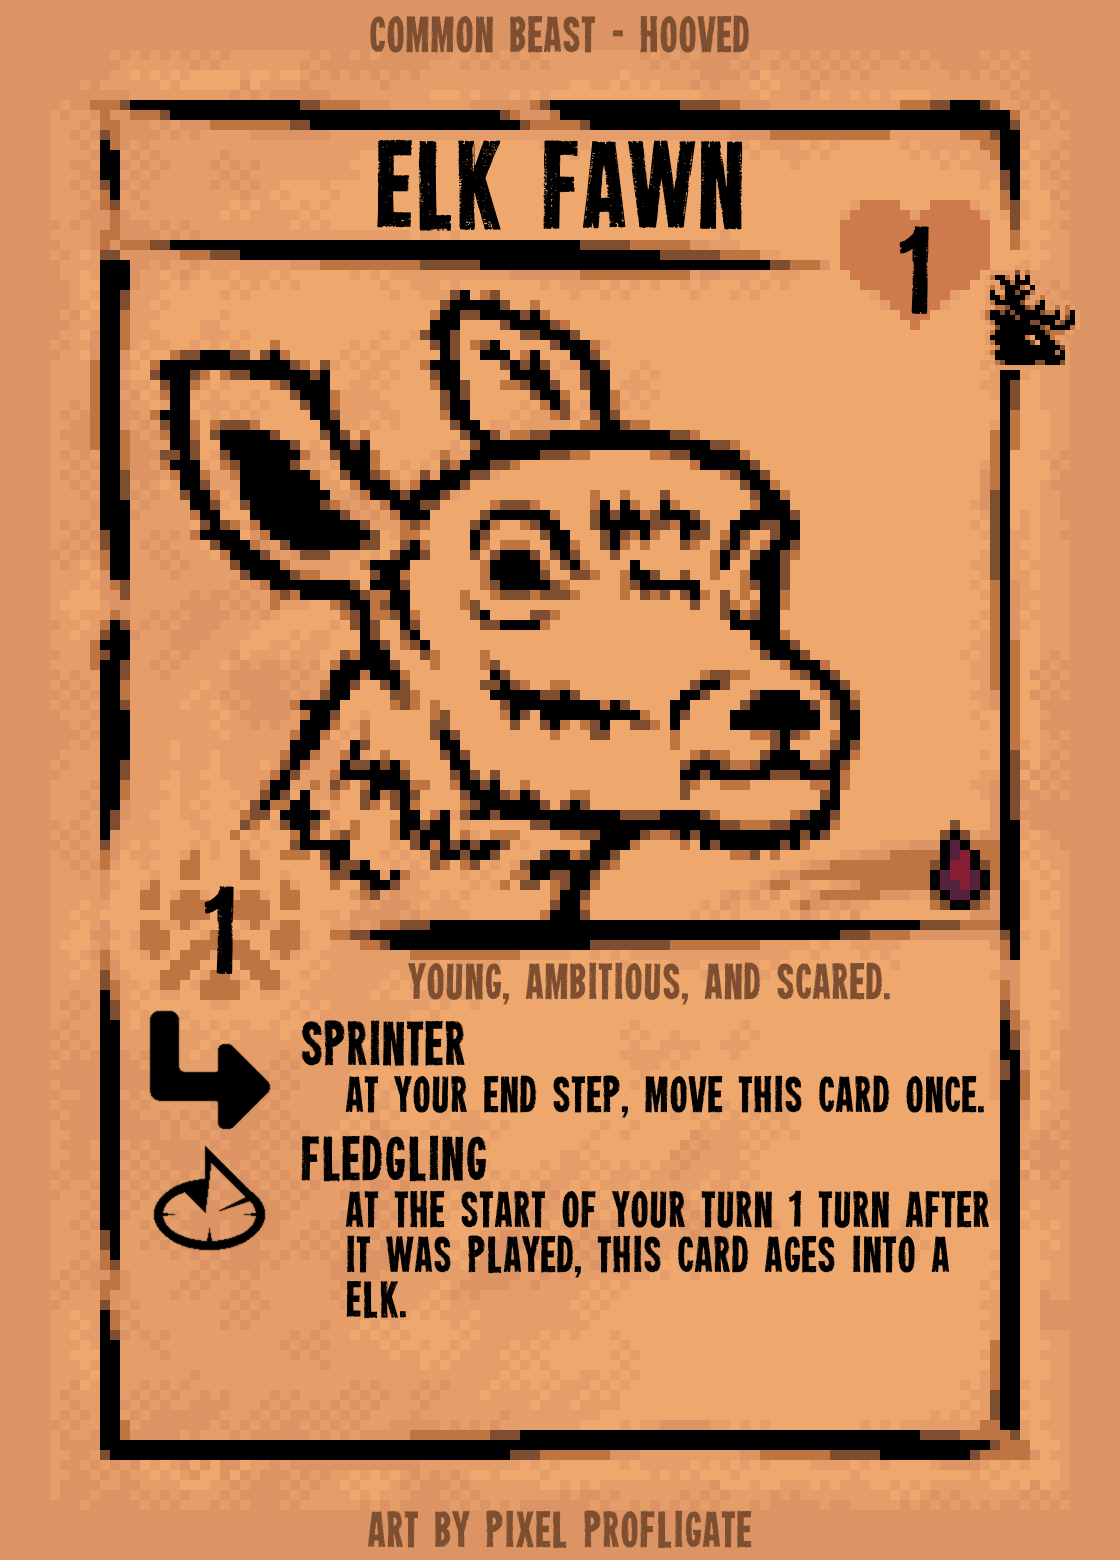 COMMON BEAST - HOOVED
ELK FAWN
1
1
YOUNG, AMBITIOUS, AND SCARED.
SPRINTER
AT YOUR END STEP, MOVE THIS CARD ONCE.
FLEDGLING
AT THE START OF YOUR TURN 1 TURN AFTER
IT WAS PLAYED, THIS CARD AGES INTO A
ELK.
ART BY PIXEL PROFLIGATE